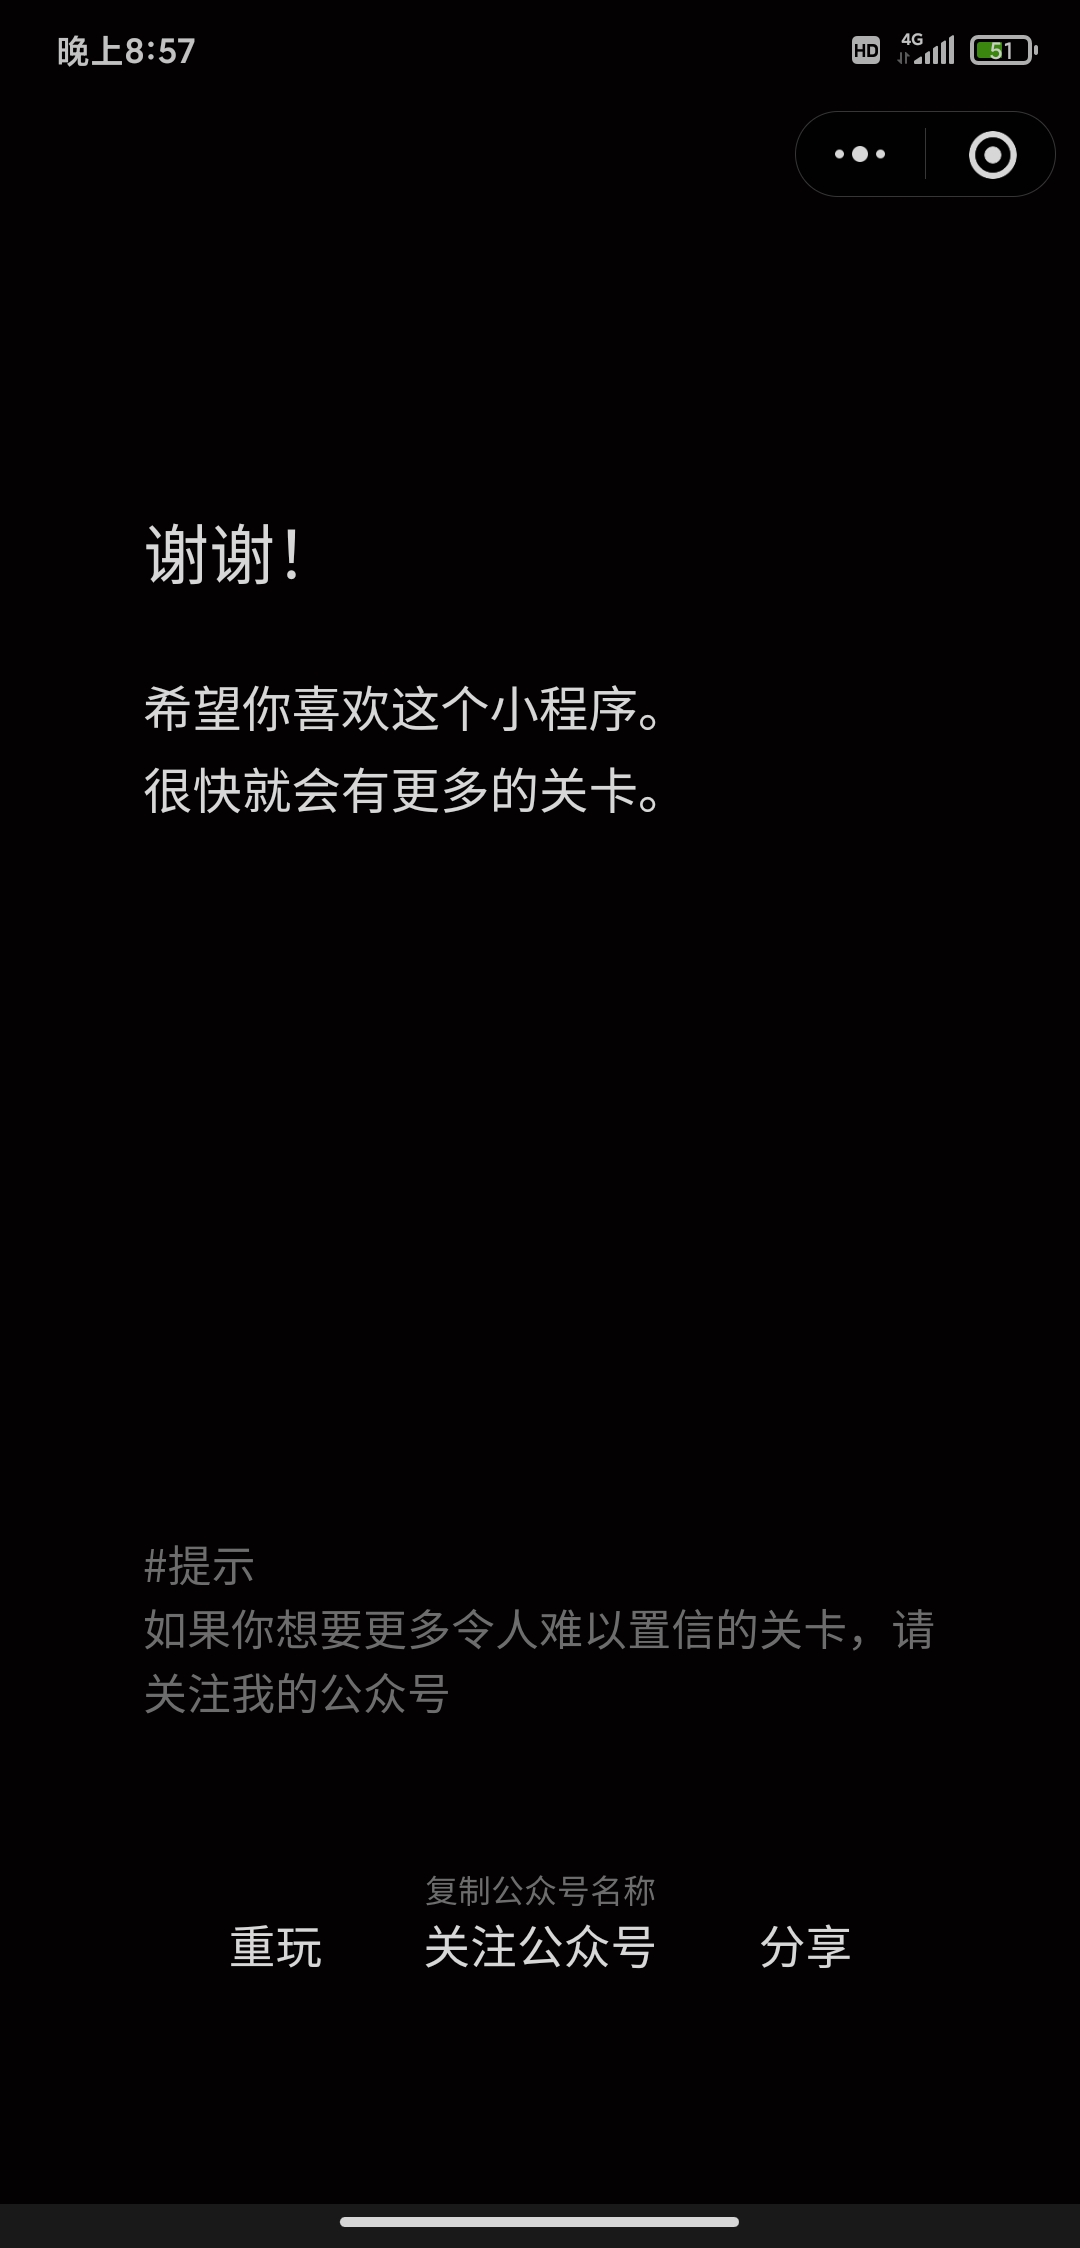 晚上8:57
HD 4G 51
谢谢！
希望你喜欢这个小程序。
很快就会有更多的关卡。
#提示
如果你想要更多令人难以置信的关卡，请
关注我的公众号
复制公众号名称
重玩 关注公众号 分享